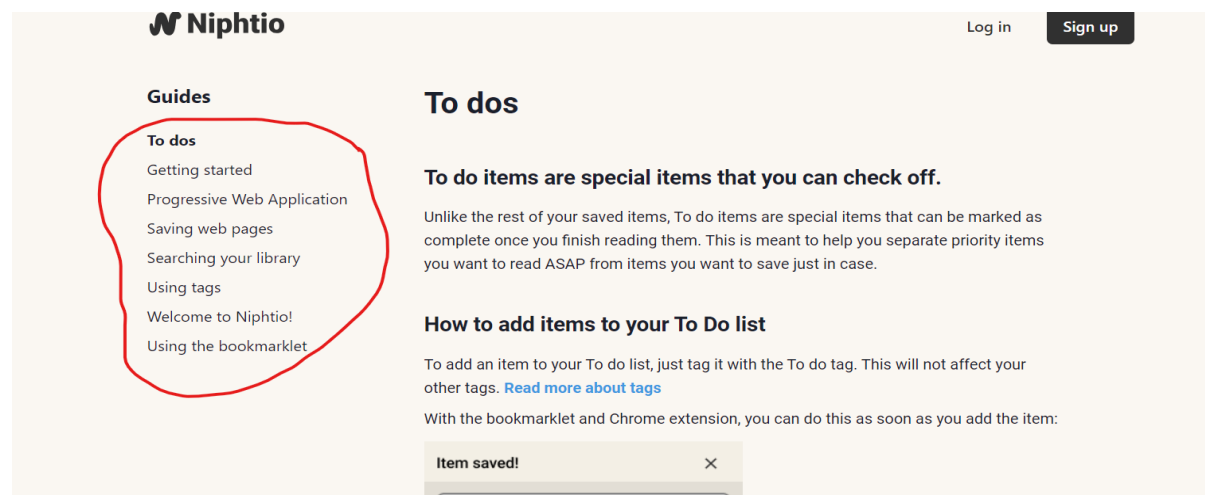 Niphtio
Log in
Sign up
Guides
To dos
Getting started
Progressive Web Application
Saving web pages
Searching your library
Using tags
Welcome to Niphtio!
Using the bookmarklet
To dos
To do items are special items that you can check off.
Unlike the rest of your saved items, To do items are special items that can be marked as
complete once you finish reading them. This is meant to help you separate priority items
you want to read ASAP from items you want to save just in case.
How to add items to your To Do list
To add an item to your To do list, just tag it with the To do tag. This will not affect your
other tags. Read more about tags
With the bookmarklet and Chrome extension, you can do this as soon as you add the item:
Item saved!